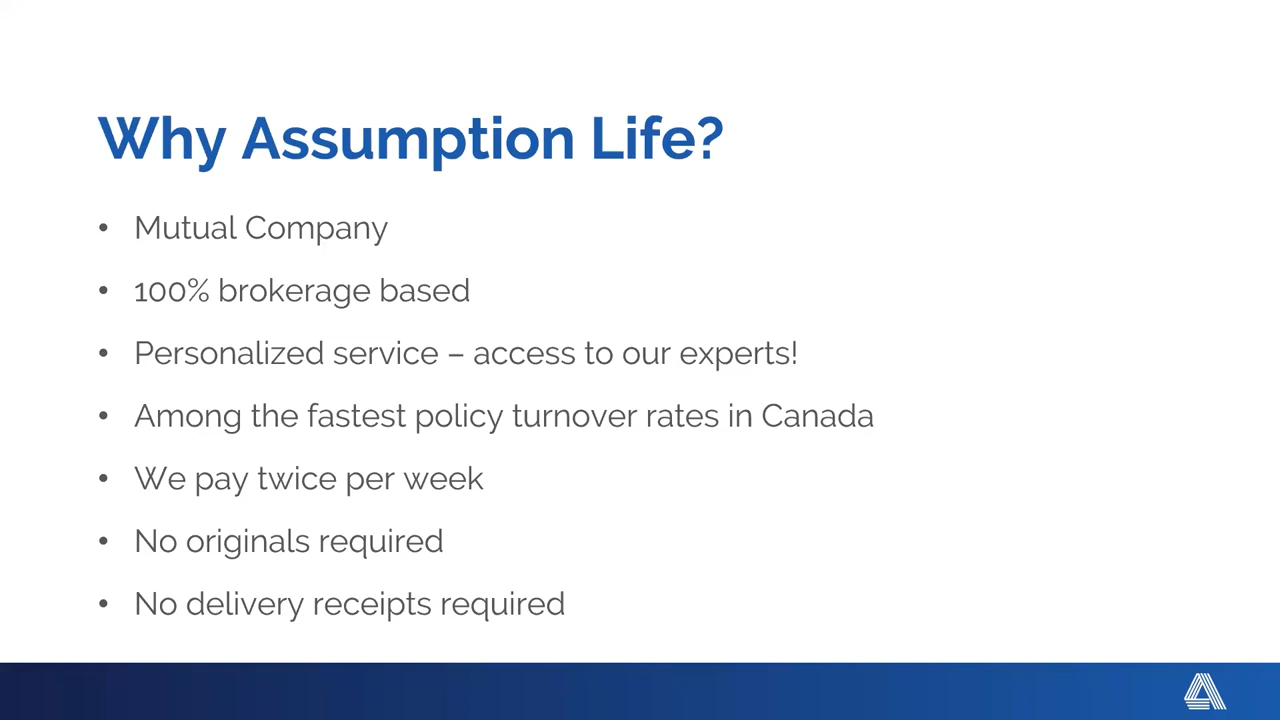 Why Assumption Life?
• Mutual Company
• 100% brokerage based
• Personalized service – access to our experts!
• Among the fastest policy turnover rates in Canada
• We pay twice per week
• No originals required
• No delivery receipts required